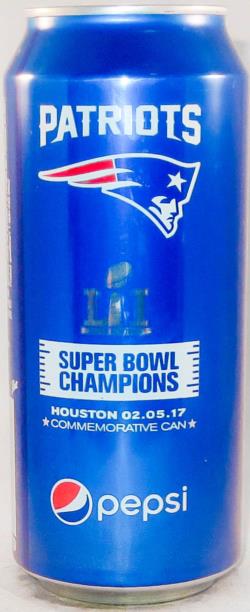 PATRIOTS
LI
SUPER BOWL
CHAMPIONS
HOUSTON 02.05.17
★COMMEMORATIVE CAN★
pepsi